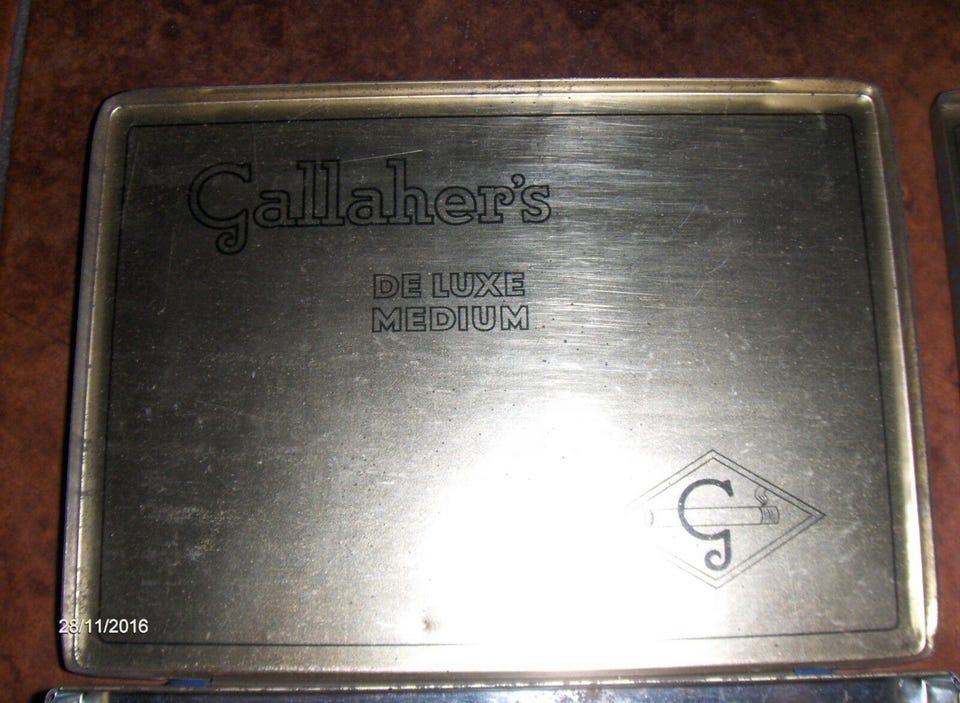 Gallaher's
DE LUXE
MEDIUM
G
28/11/2016